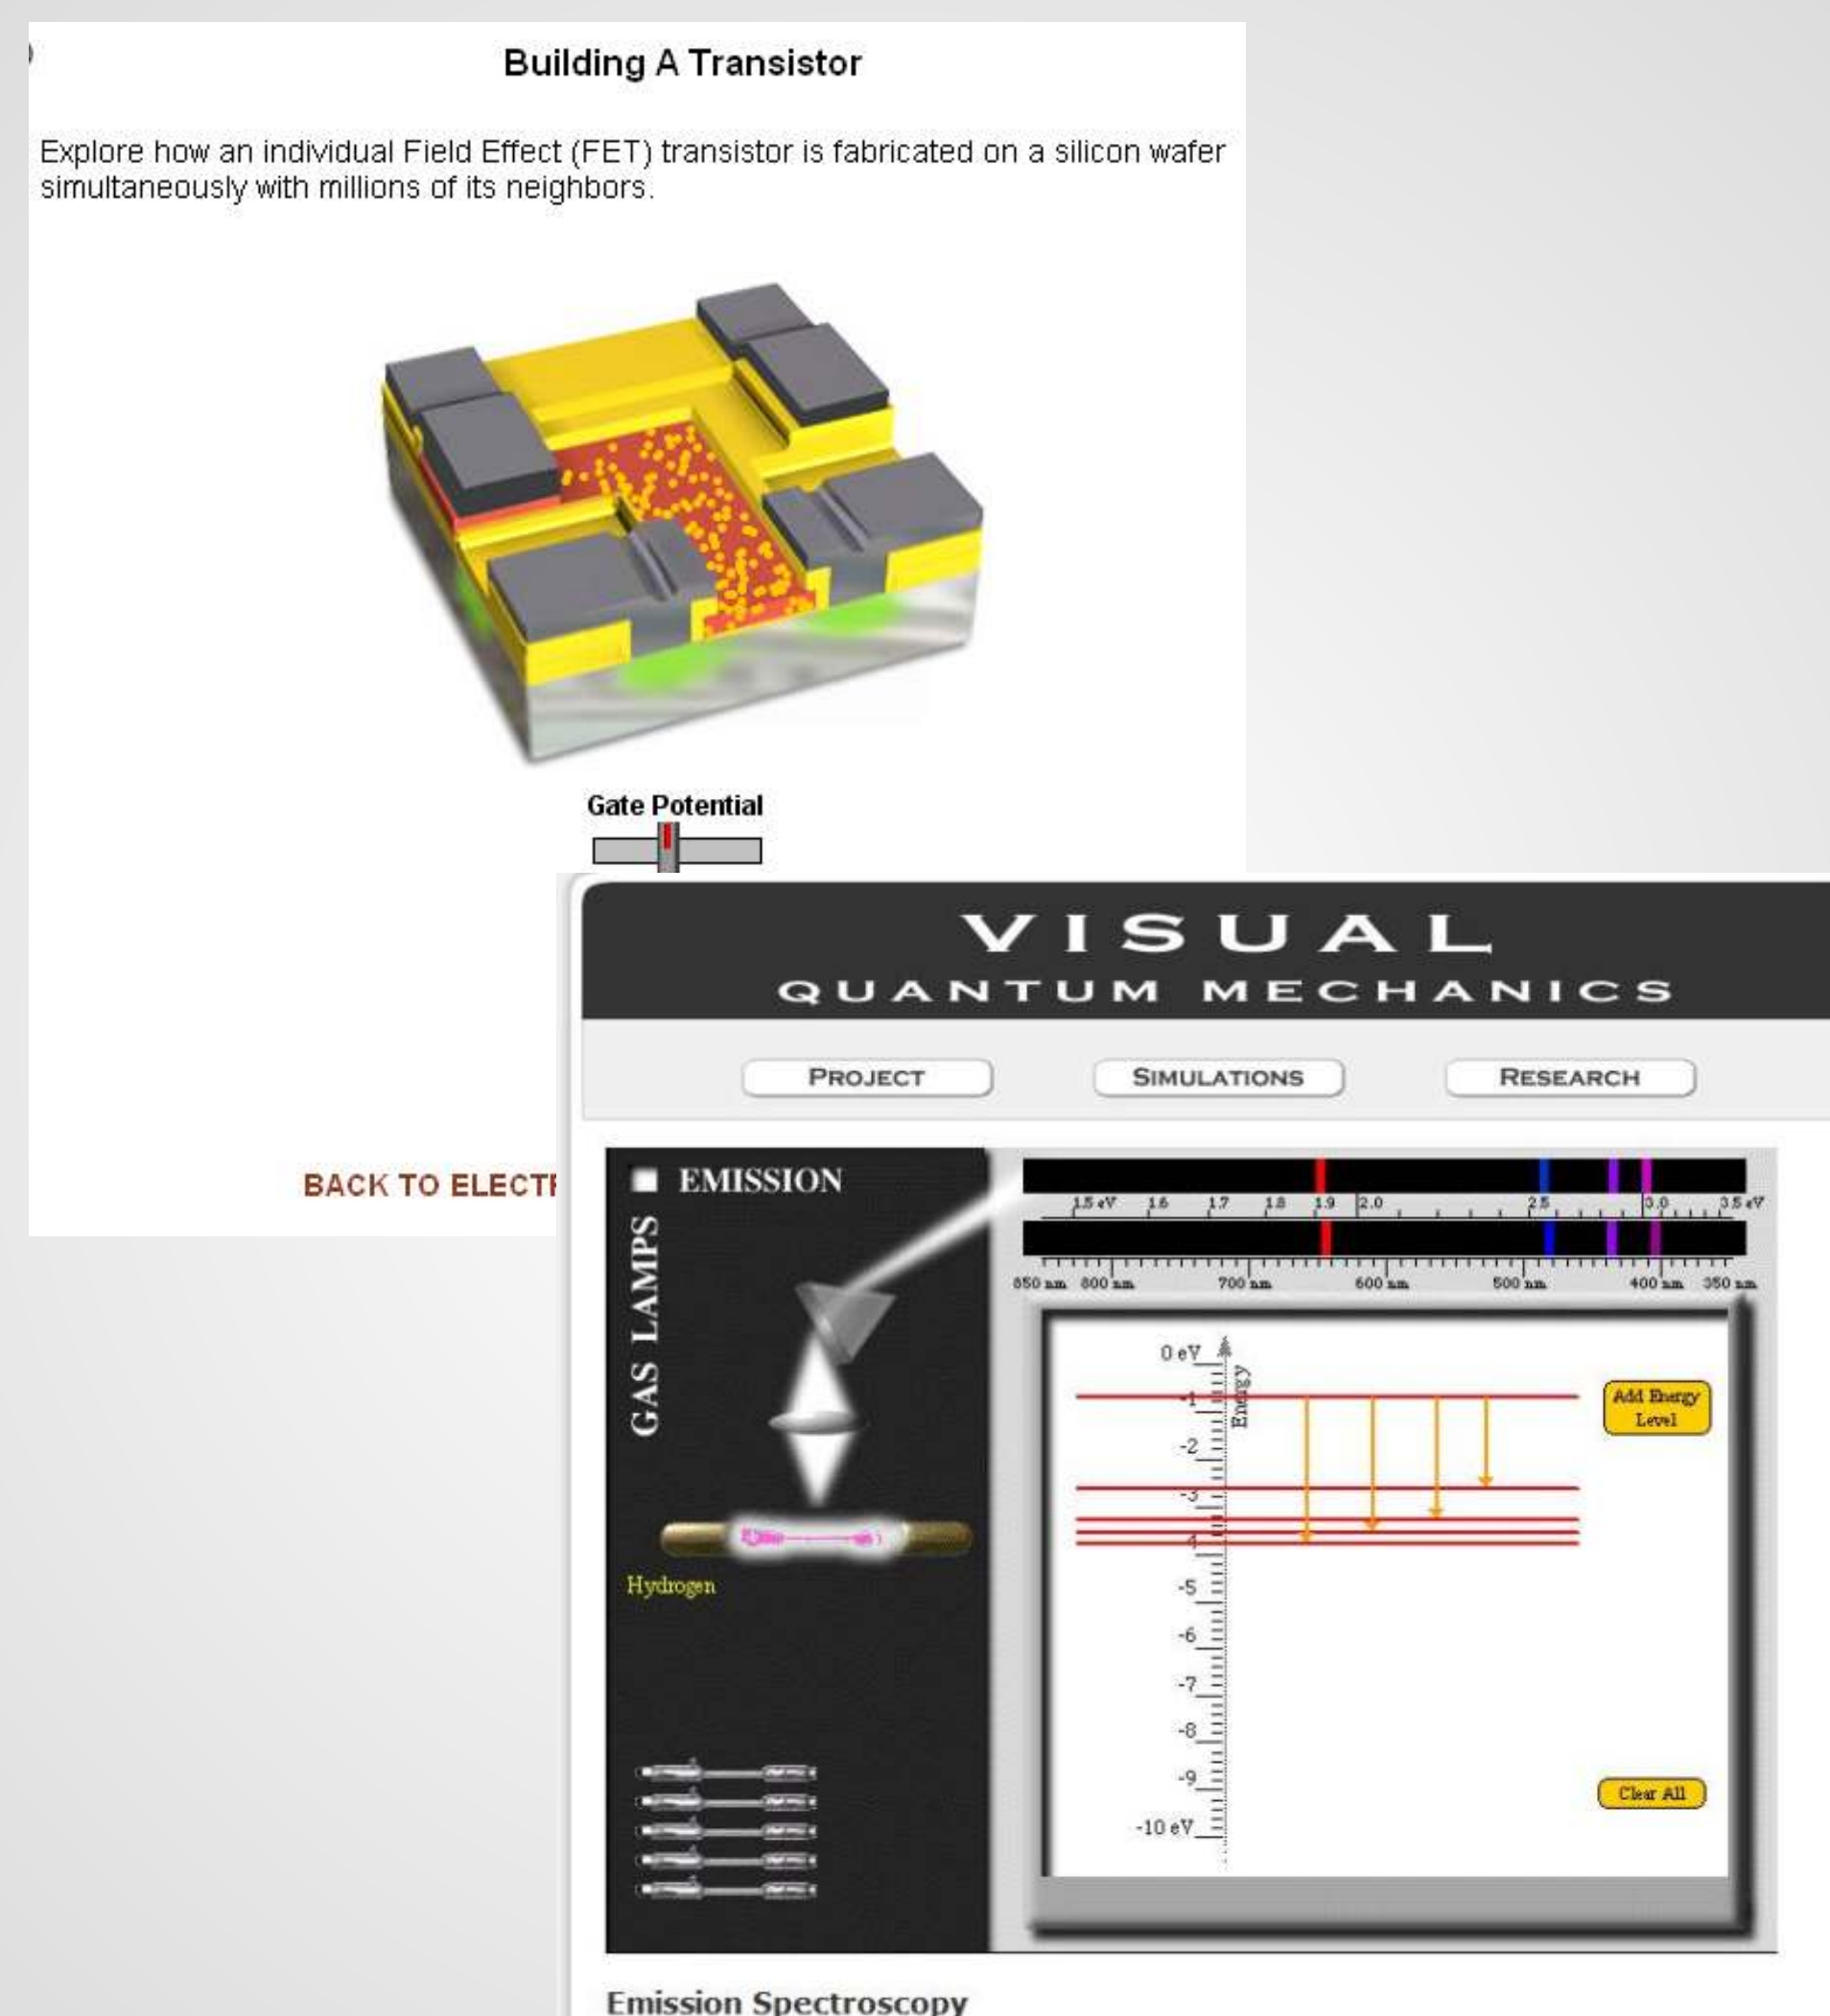 Building A Transistor
Explore how an individual Field Effect (FET) transistor is fabricated on a silicon wafer
simultaneously with millions of its neighbors.
Gate Potential
BACK TO
VISUAL
QUANTUM MECHANICS
PROJECT
SIMULATIONS
RESEARCH
EMISSION
GAS LAMPS
Hydrogen
1.5 eV 1.6 1.7 1.8 1.9 2.0 2.5 3.0 3.5 eV
850 nm 800 nm 700 nm 600 nm 500 nm 400 nm 350 nm
0 eV
Energy
-1
-2
-3
-4
-5
-6
-7
-8
-9
-10 eV
Add Energy
Level
Clear All
Emission Spectroscopy